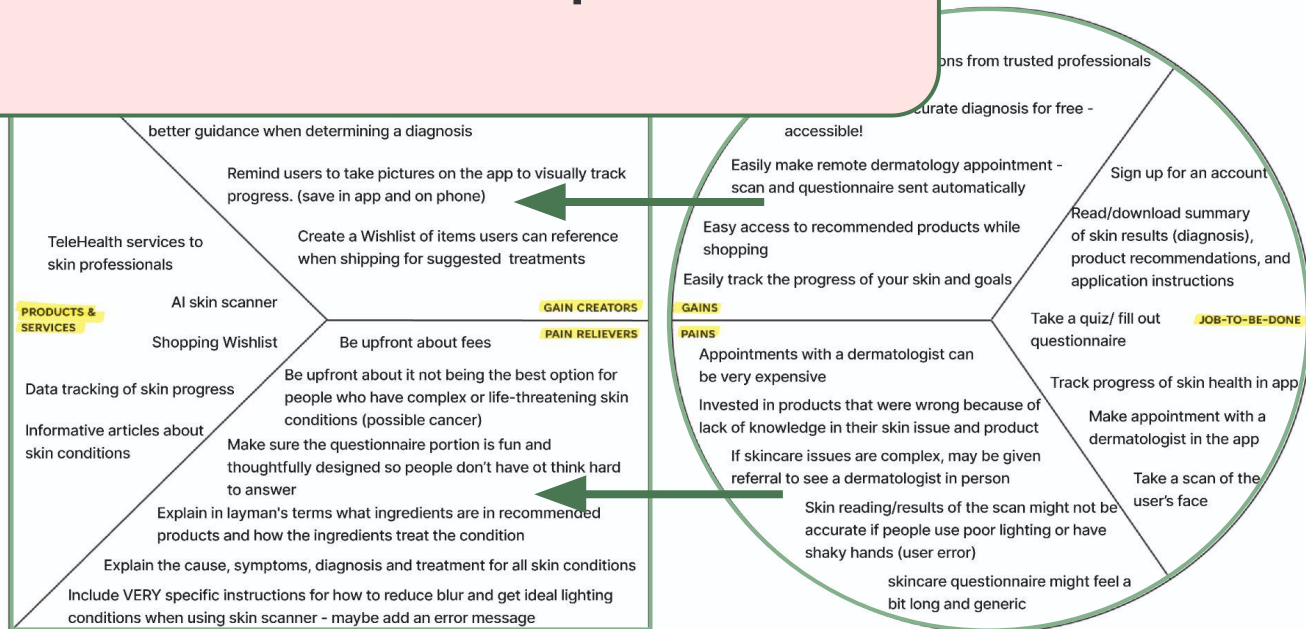 better guidance when determining a diagnosis
Remind users to take pictures on the app to visually track
progress. (save in app and on phone)
Create a Wishlist of items users can reference
when shipping for suggested treatments
GAIN CREATORS
TeleHealth services to
skin professionals
AI skin scanner
PRODUCTS &
SERVICES
Shopping Wishlist
Data tracking of skin progress
Informative articles about
skin conditions
PAIN RELIEVERS
Be upfront about fees
Be upfront about it not being the best option for
people who have complex or life-threatening skin
conditions (possible cancer)
Make sure the questionnaire portion is fun and
thoughtfully designed so people don't have ot think hard
to answer
Explain in layman's terms what ingredients are in recommended
products and how the ingredients treat the condition
Explain the cause, symptoms, diagnosis and treatment for all skin conditions
Include VERY specific instructions for how to reduce blur and get ideal lighting
conditions when using skin scanner - maybe add an error message
from trusted professionals
diagnosis for free -
accessible!
Easily make remote dermatology appointment -
scan and questionnaire sent automatically
Easy access to recommended products while
shopping
Easily track the progress of your skin and goals
GAINS
PAINS
Appointments with a dermatologist can
be very expensive
Invested in products that were wrong because of
lack of knowledge in their skin issue and product
If skincare issues are complex, may be given
referral to see a dermatologist in person
Skin reading/results of the scan might not be
accurate if people use poor lighting or have
shaky hands (user error)
skincare questionnaire might feel a
bit long and generic
Sign up for an account
Read/download summary
of skin results (diagnosis),
product recommendations, and
application instructions
Take a quiz/ fill out
questionnaire
JOB-TO-BE-DONE
Track progress of skin health in app
Make appointment with a
dermatologist in the app
Take a scan of the
user's face